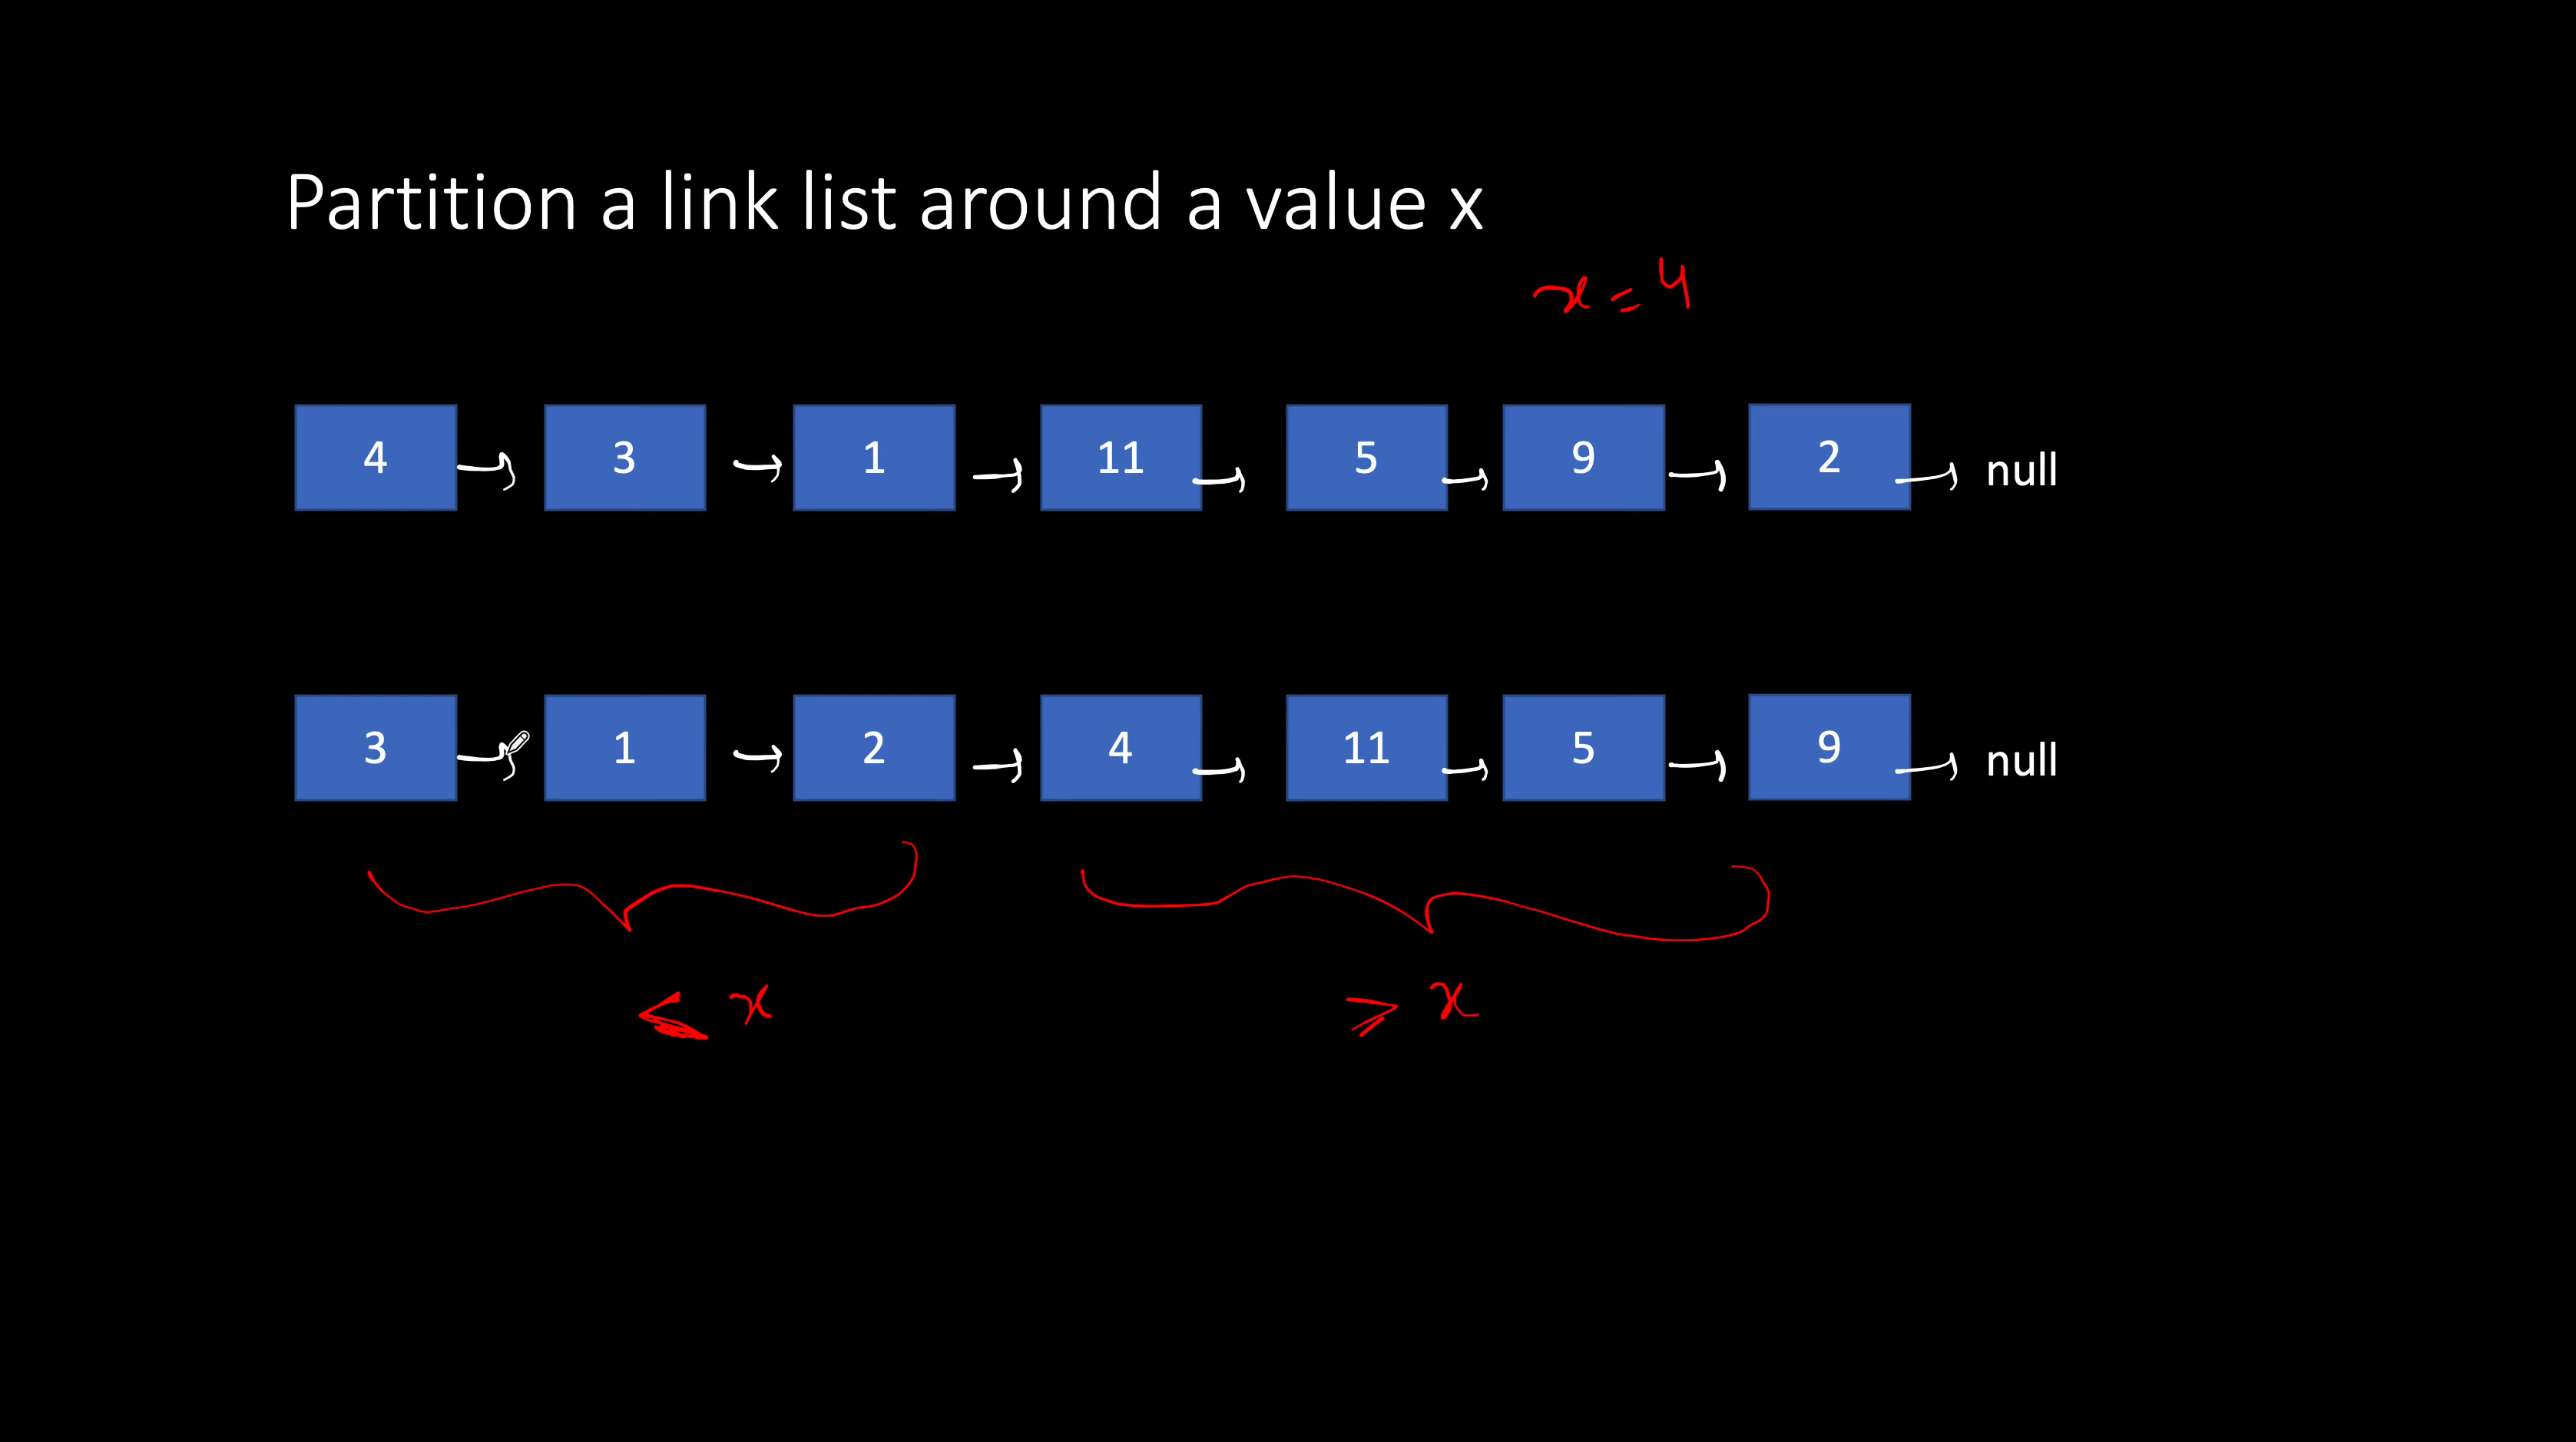 Partition a link list around a value x
x = 4
4 3 1 11 5 9 2 null
3 1 2 4 11 5 9 null
< x ≥ x